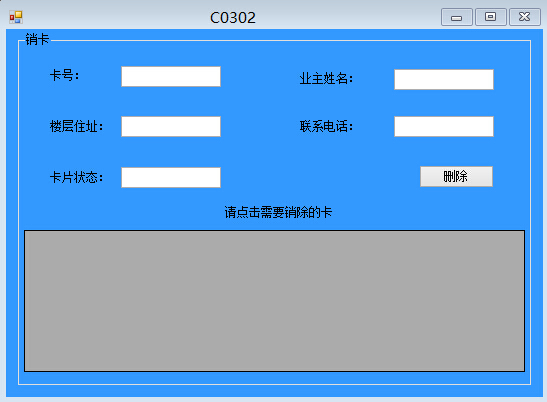 C0302
销卡
卡号：
业主姓名：
楼层住址：
联系电话：
卡片状态：
删除
请点击需要销除的卡